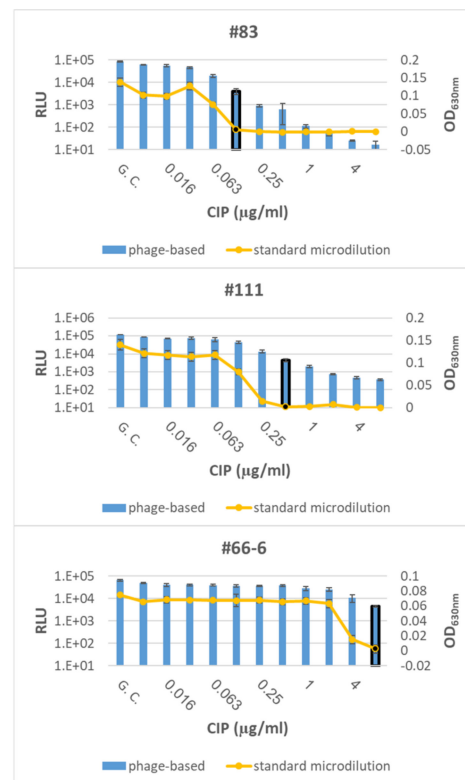 #83
1.E+05
1.E+04
1.E+03
1.E+02
1.E+01
RLU
0.2
0.15
0.1
0.05
0
-0.05
OD630nm
G. C.
0.016
0.063
0.25
1
4
CIP (µg/ml)
phage-based
standard microdilution
#111
1.E+06
1.E+05
1.E+04
1.E+03
1.E+02
1.E+01
RLU
0.2
0.15
0.1
0.05
0
OD630nm
G. C.
0.016
0.063
0.25
1
4
CIP (µg/ml)
phage-based
standard microdilution
#66-6
1.E+05
1.E+04
1.E+03
1.E+02
1.E+01
RLU
0.1
0.08
0.06
0.04
0.02
0
-0.02
OD630nm
G. C.
0.016
0.063
0.25
1
4
CIP (µg/ml)
phage-based
standard microdilution